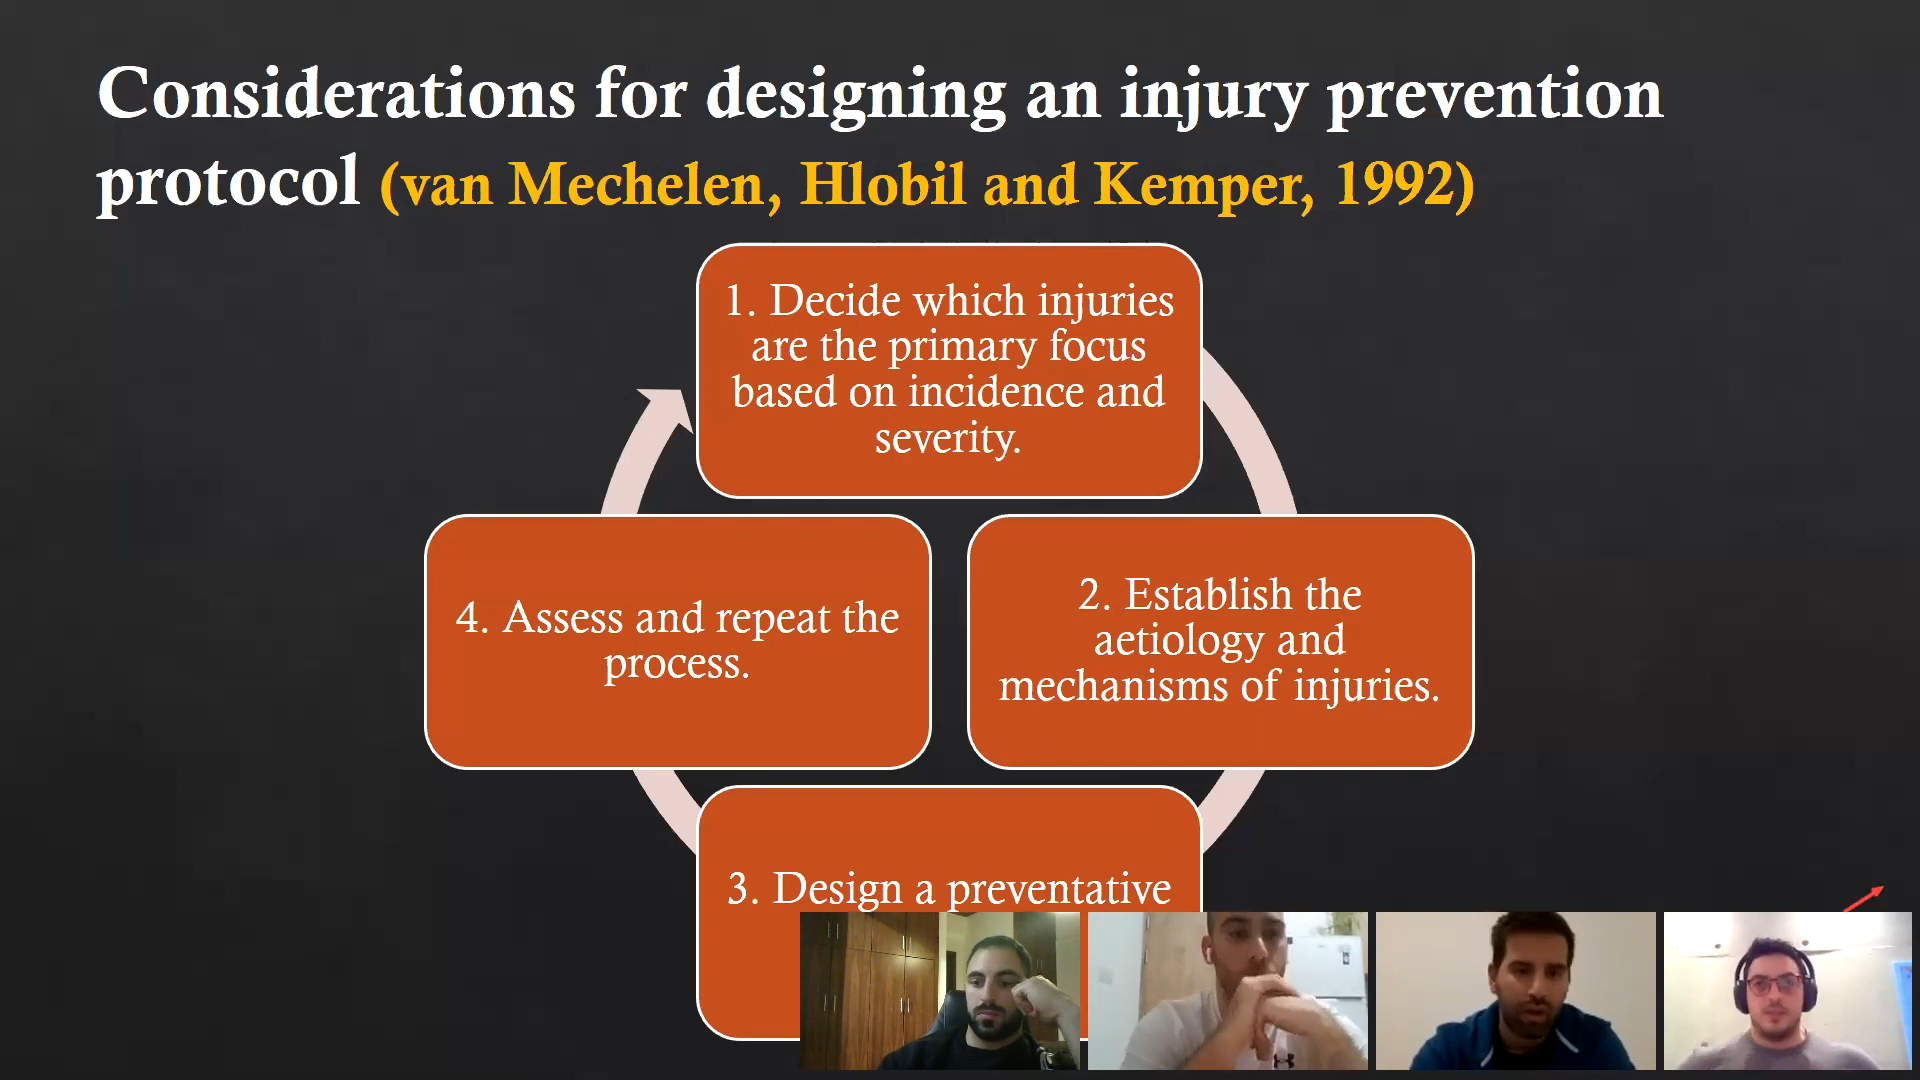 Considerations for designing an injury prevention
protocol (van Mechelen, Hlobil and Kemper, 1992)
1. Decide which injuries
are the primary focus
based on incidence and
severity.
2. Establish the
aetiology and
mechanisms of injuries.
3. Design a preventative
4. Assess and repeat the
process.